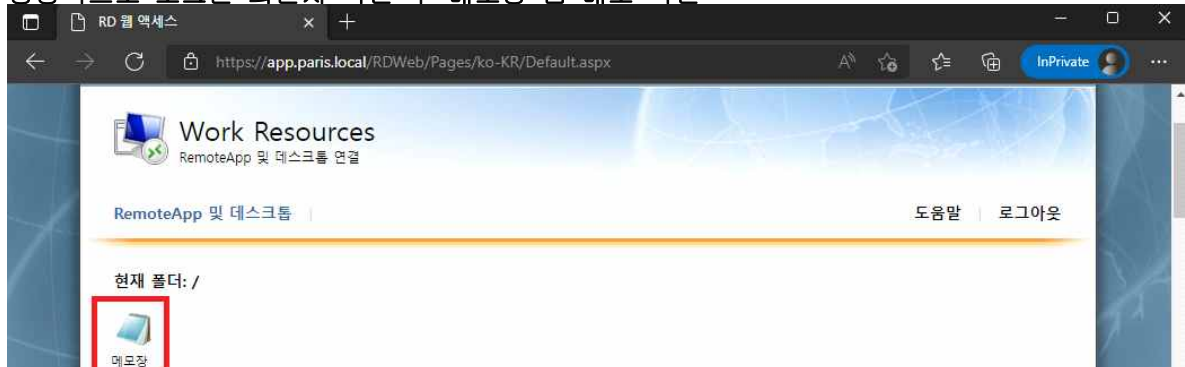 RD 웹 액세스
https://app.paris.local/RDWeb/Pages/ko-KR/Default.aspx
InPrivate
Work Resources
RemoteApp 및 데스크톱 연결
RemoteApp 및 데스크톱
도움말 | 로그아웃
현재 폴더: /
메모장